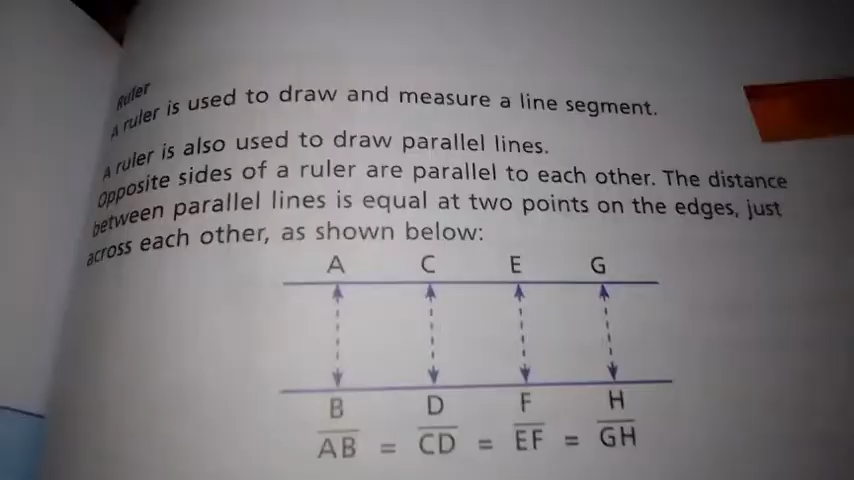 Ruler
A ruler is used to draw and measure a line segment.
A ruler is also used to draw parallel lines.
Opposite sides of a ruler are parallel to each other. The distance
between parallel lines is equal at two points on the edges, just
across each other, as shown below:
A C E G
B D F H
AB = CD = EF = GH